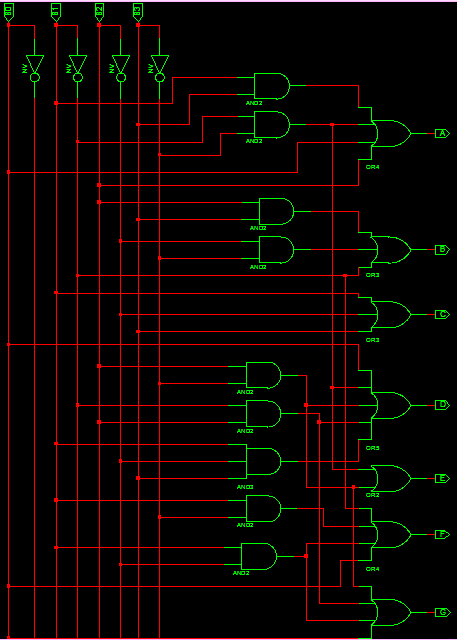 B0 B1 B2 B3
INV INV INV INV
AND2
A
AND2
OR4
AND2
B
AND2
OR3
C
OR3
AND2
D
AND2
OR5
AND3
E
OR2
AND2
F
OR4
AND2
G